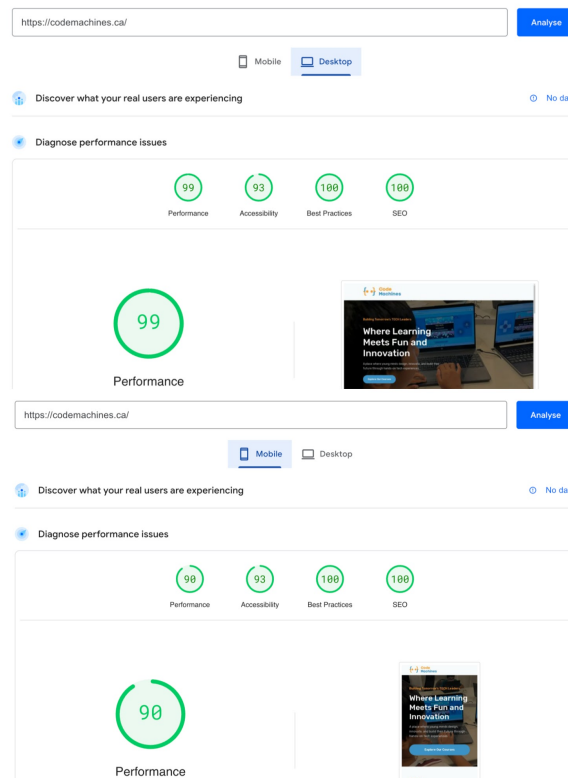 https://codemachines.ca/
Analyse
Mobile
Desktop
Discover what your real users are experiencing
No da
Diagnose performance issues
99
93
100
100
Performance
Accessibility
Best Practices
SEO
99
Performance
Code
Machines
Where Learning
Meets Fun and
Innovation
Explore Our Courses
https://codemachines.ca/
Analyse
Mobile
Desktop
Discover what your real users are experiencing
No da
Diagnose performance issues
90
93
100
100
Performance
Accessibility
Best Practices
SEO
90
Performance
Code
Machines
Where Learning
Meets Fun and
Innovation
Explore Our Courses